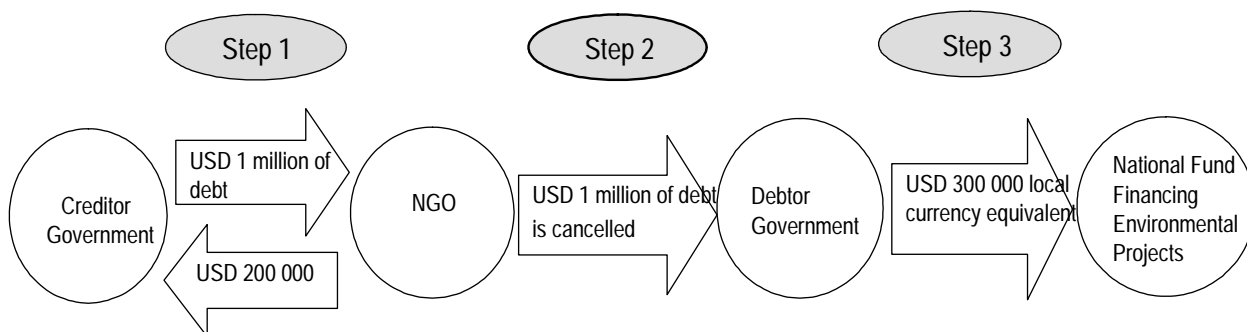 Step 1
Step 2
Step 3
Creditor
Government
USD 1 million of
debt
USD 200 000
NGO
USD 1 million of debt
is cancelled
Debtor
Government
USD 300 000 local
currency equivalent
National Fund
Financing
Environmental
Projects